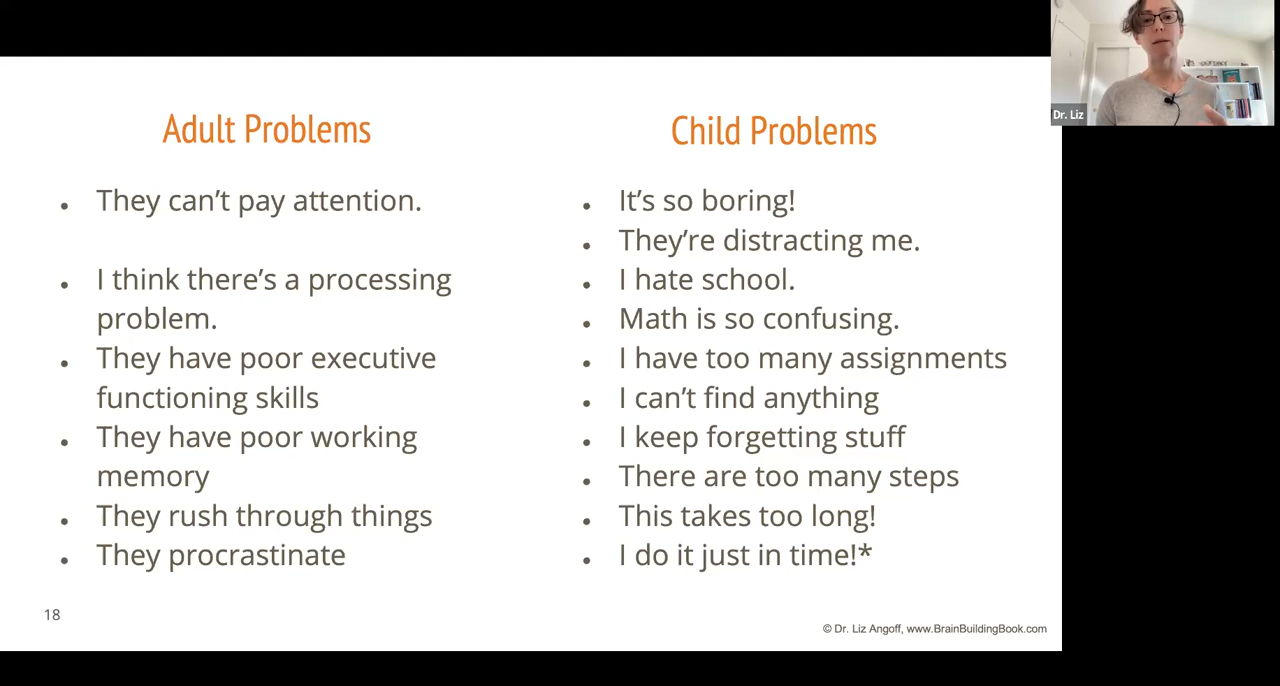 Adult Problems
• They can’t pay attention.
• I think there’s a processing
problem.
• They have poor executive
functioning skills
• They have poor working
memory
• They rush through things
• They procrastinate
Child Problems
• It’s so boring!
• They’re distracting me.
• I hate school.
• Math is so confusing.
• I have too many assignments
• I can’t find anything
• I keep forgetting stuff
• There are too many steps
• This takes too long!
• I do it just in time!*
18
© Dr. Liz Angoff, www.BrainBuildingBook.com
Dr. Liz